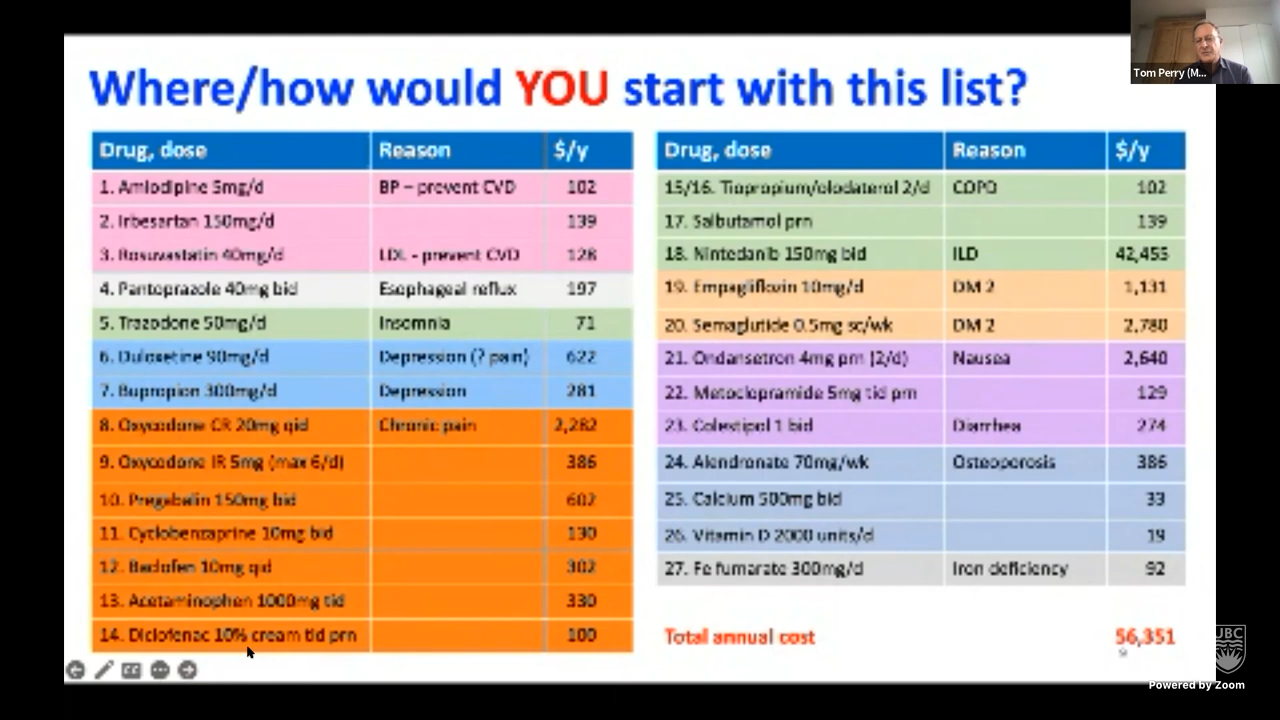 Tom Perry (M...
Where/how would YOU start with this list?
Drug, dose Reason $/y
1. Amlodipine 5mg/d BP – prevent CVD 102
2. Irbesartan 150mg/d 139
3. Rosuvastatin 40mg/d LDL - prevent CVD 128
4. Pantoprazole 40mg bid Esophageal reflux 197
5. Trazodone 50mg/d Insomnia 71
6. Duloxetine 90mg/d Depression (? pain) 622
7. Bupropion 300mg/d Depression 281
8. Oxycodone CR 20mg qid Chronic pain 2,282
9. Oxycodone IR 5mg (max 6/d) 386
10. Pregabalin 150mg bid 602
11. Cyclobenzaprine 10mg bid 130
12. Baclofen 10mg qid 302
13. Acetaminophen 1000mg tid 330
14. Diclofenac 10% cream tid prn 100
Drug, dose Reason $/y
15/16. Tiopropium/olodaterol 2/d COPD 102
17. Salbutamol prn 139
18. Nintedanib 150mg bid ILD 42,455
19. Empagliflozin 10mg/d DM 2 1,131
20. Semaglutide 0.5mg sc/wk DM 2 2,780
21. Ondansetron 4mg prn (2/d) Nausea 2,640
22. Metoclopramide 5mg tid prn 129
23. Colestipol 1 bid Diarrhea 274
24. Alendronate 70mg/wk Osteoporosis 386
25. Calcium 500mg bid 33
26. Vitamin D 2000 units/d 19
27. Fe fumarate 300mg/d Iron deficiency 92
Total annual cost 56,351
UBC
Powered by Zoom